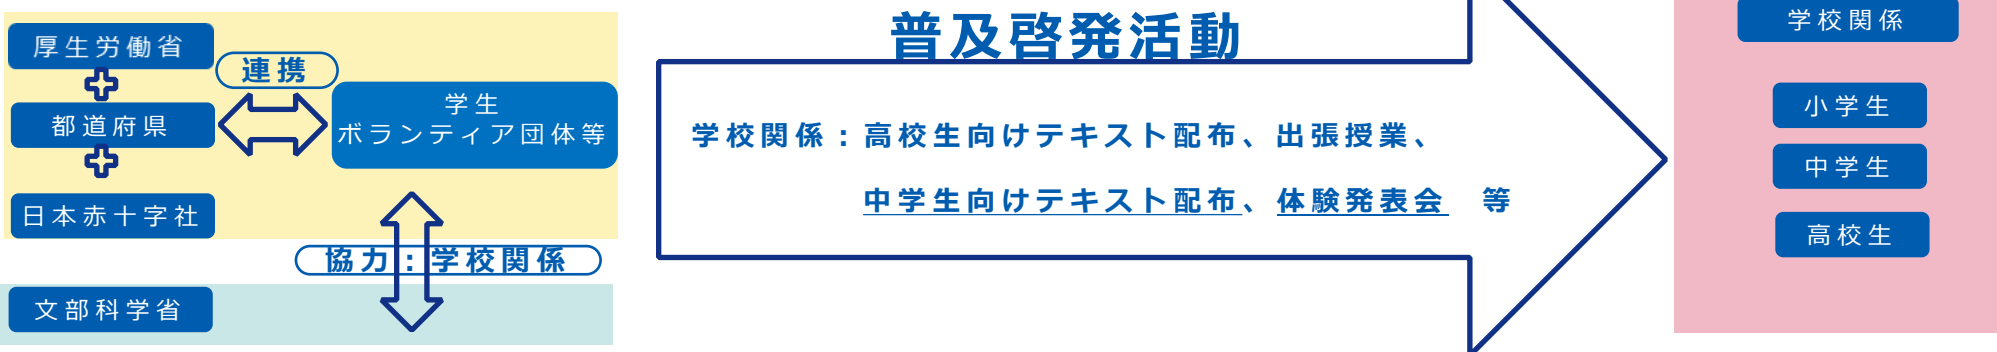 厚生労働省
都道府県
日本赤十字社
連携
学生
ボランティア団体等
協力：学校関係
文部科学省
普及啓発活動
学校関係：高校生向けテキスト配布、出張授業、
中学生向けテキスト配布、体験発表会　等
学校関係
小学生
中学生
高校生